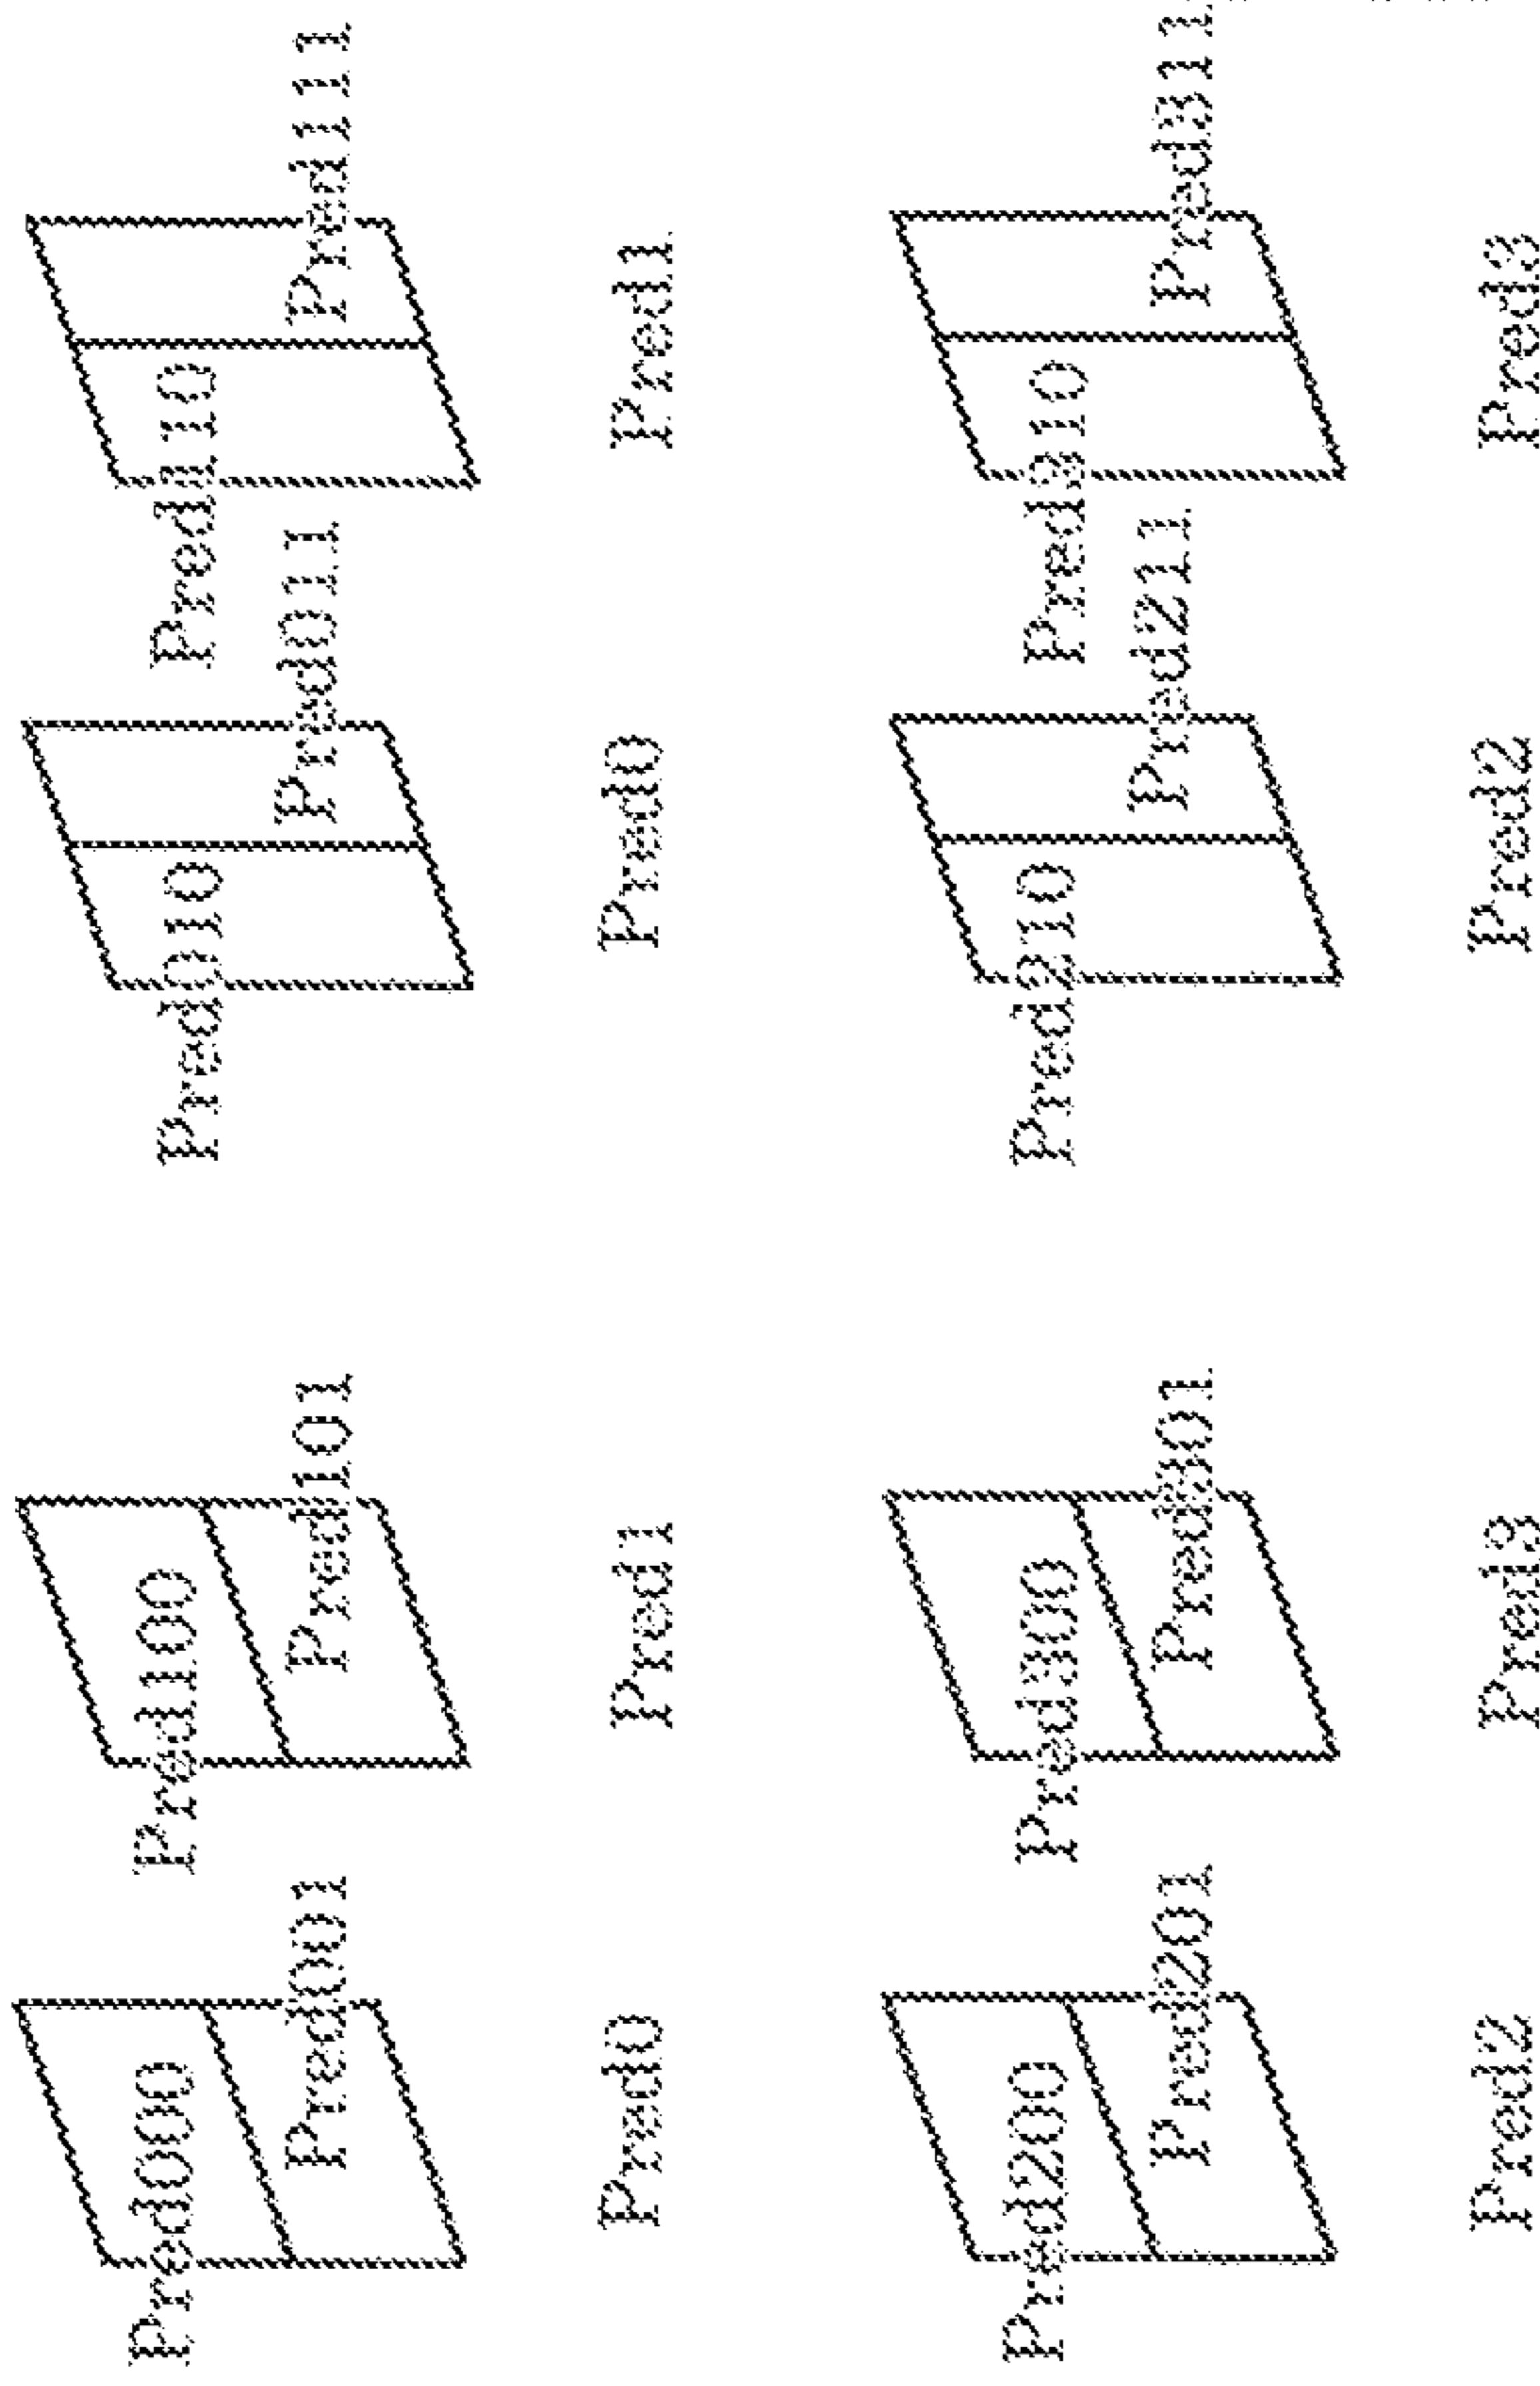 Pred000 Pred100 Pred010 Pred110
Pred001 Pred101 Pred011 Pred111
Pred0 Pred1 Pred0 Pred1
Pred200 Pred300 Pred210 Pred310
Pred201 Pred301 Pred211 Pred311
Pred2 Pred3 Pred2 Pred3